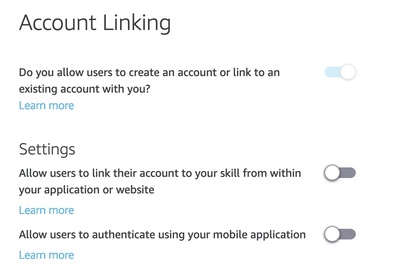 Account Linking
Do you allow users to create an account or link to an
existing account with you?
Learn more
Settings
Allow users to link their account to your skill from within
your application or website
Learn more
Allow users to authenticate using your mobile application
Learn more